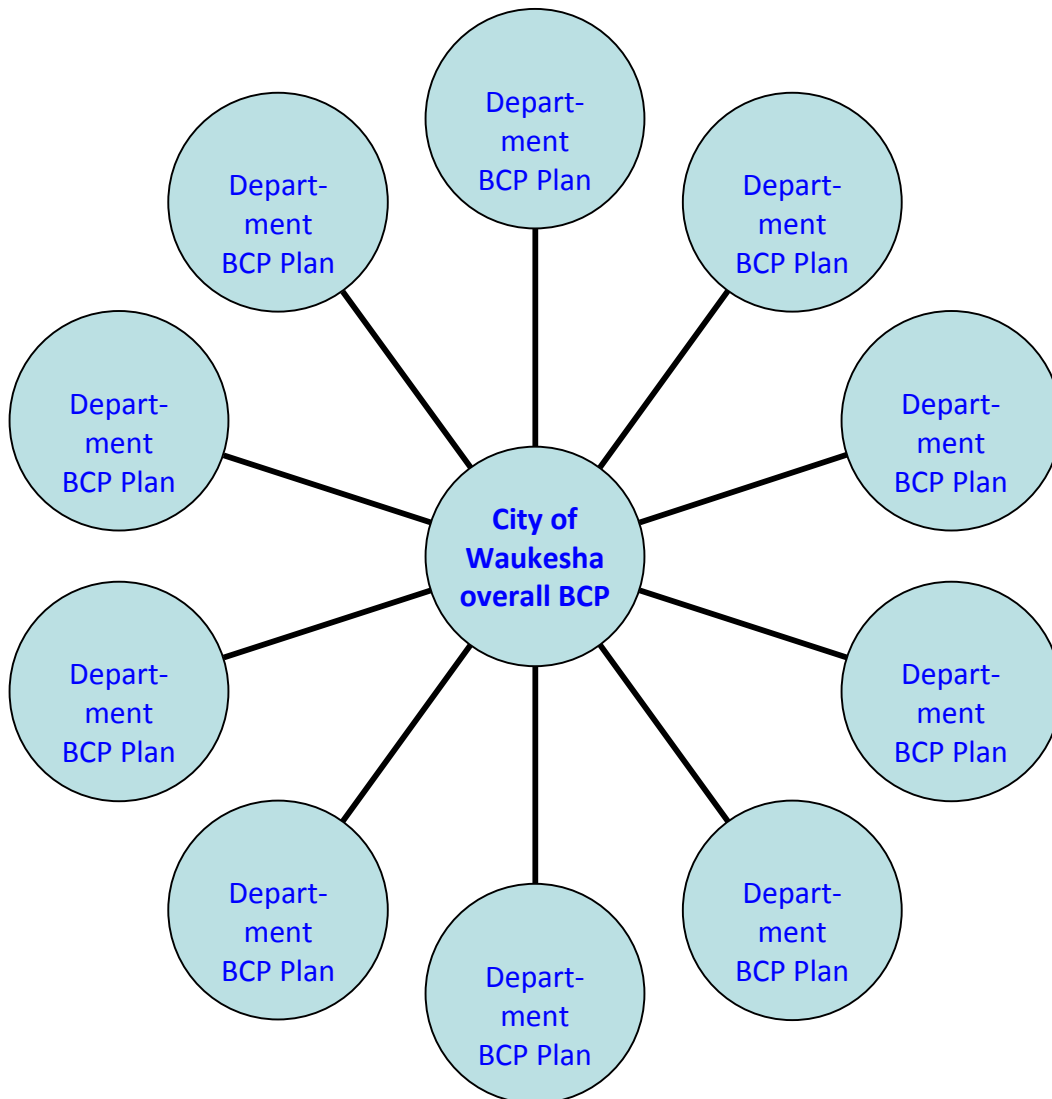 Depart-
ment
BCP Plan
Depart-
ment
BCP Plan
Depart-
ment
BCP Plan
Depart-
ment
BCP Plan
Depart-
ment
BCP Plan
City of
Waukesha
overall BCP
Depart-
ment
BCP Plan
Depart-
ment
BCP Plan
Depart-
ment
BCP Plan
Depart-
ment
BCP Plan
Depart-
ment
BCP Plan